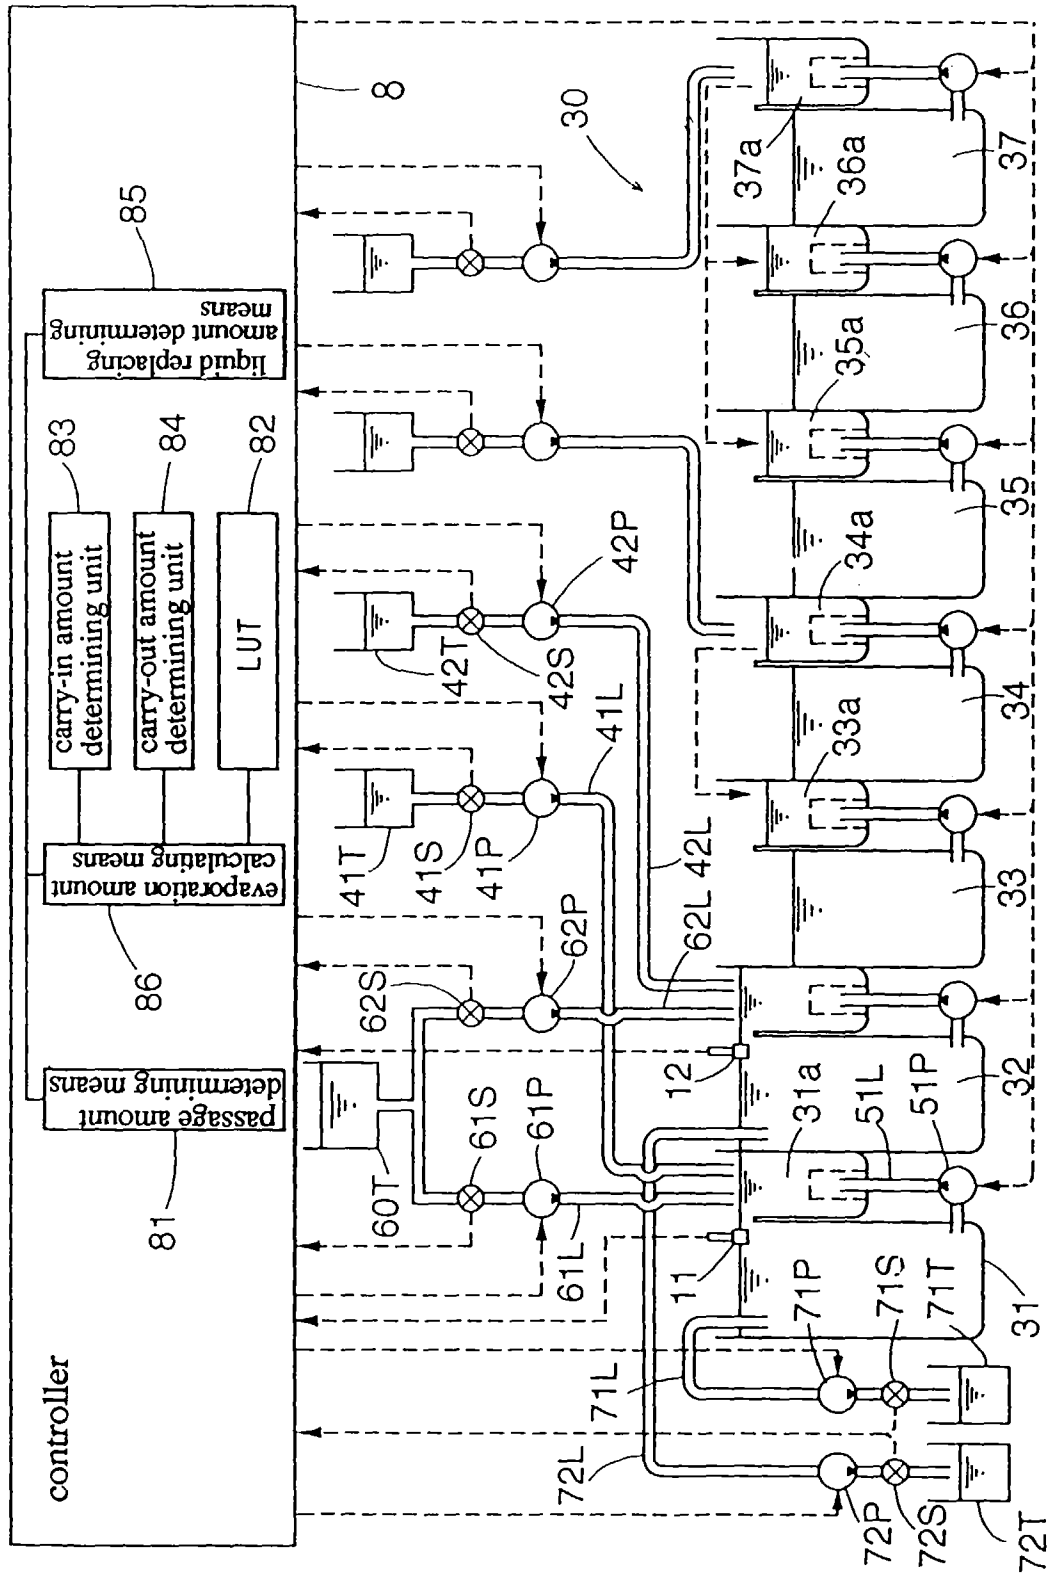 controller
passage amount
determining means
evaporation amount
calculating means
carry-in amount
determining unit
carry-out amount
determining unit
LUT
liquid replacing
amount determining
means
81
86
83
84
82
85
8
60T
62S
62P
61S
61P
61L
62L
41T
41S
41P
41L
42T
42S
42P
42L
30
11
12
71L
72L
71P
71S
71T
72P
72S
72T
31
31a
51L
51P
32
33
33a
34
34a
35
35a
36
36a
37
37a